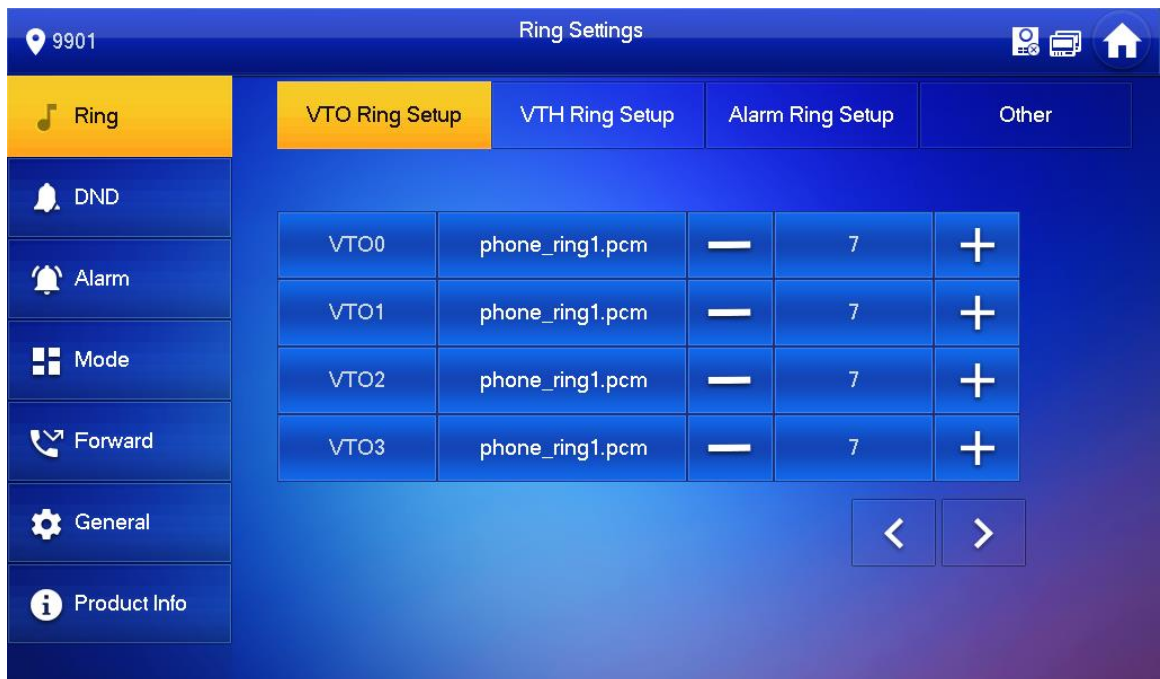 9901
Ring Settings
Ring
DND
Alarm
Mode
Forward
General
Product Info
VTO Ring Setup
VTH Ring Setup
Alarm Ring Setup
Other
VTO0 phone_ring1.pcm 7
VTO1 phone_ring1.pcm 7
VTO2 phone_ring1.pcm 7
VTO3 phone_ring1.pcm 7